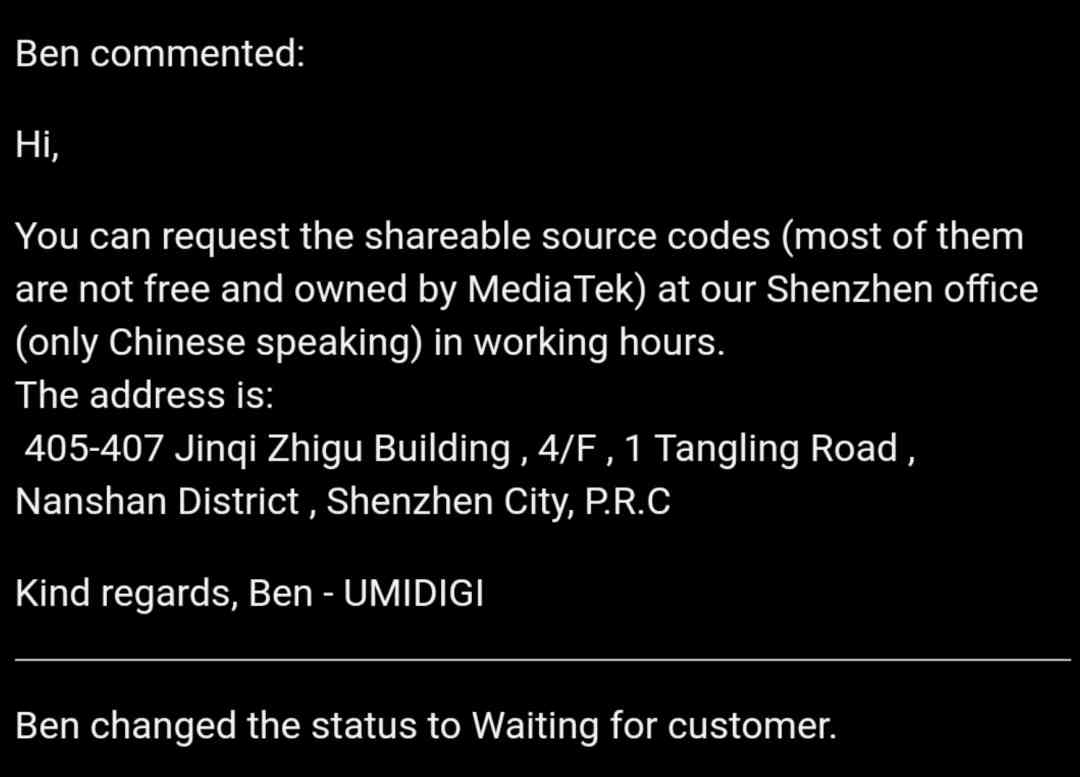 Ben commented:
Hi,
You can request the shareable source codes (most of them
are not free and owned by MediaTek) at our Shenzhen office
(only Chinese speaking) in working hours.
The address is:
405-407 Jinqi Zhigu Building , 4/F , 1 Tangling Road ,
Nanshan District , Shenzhen City, P.R.C
Kind regards, Ben - UMIDIGI
Ben changed the status to Waiting for customer.